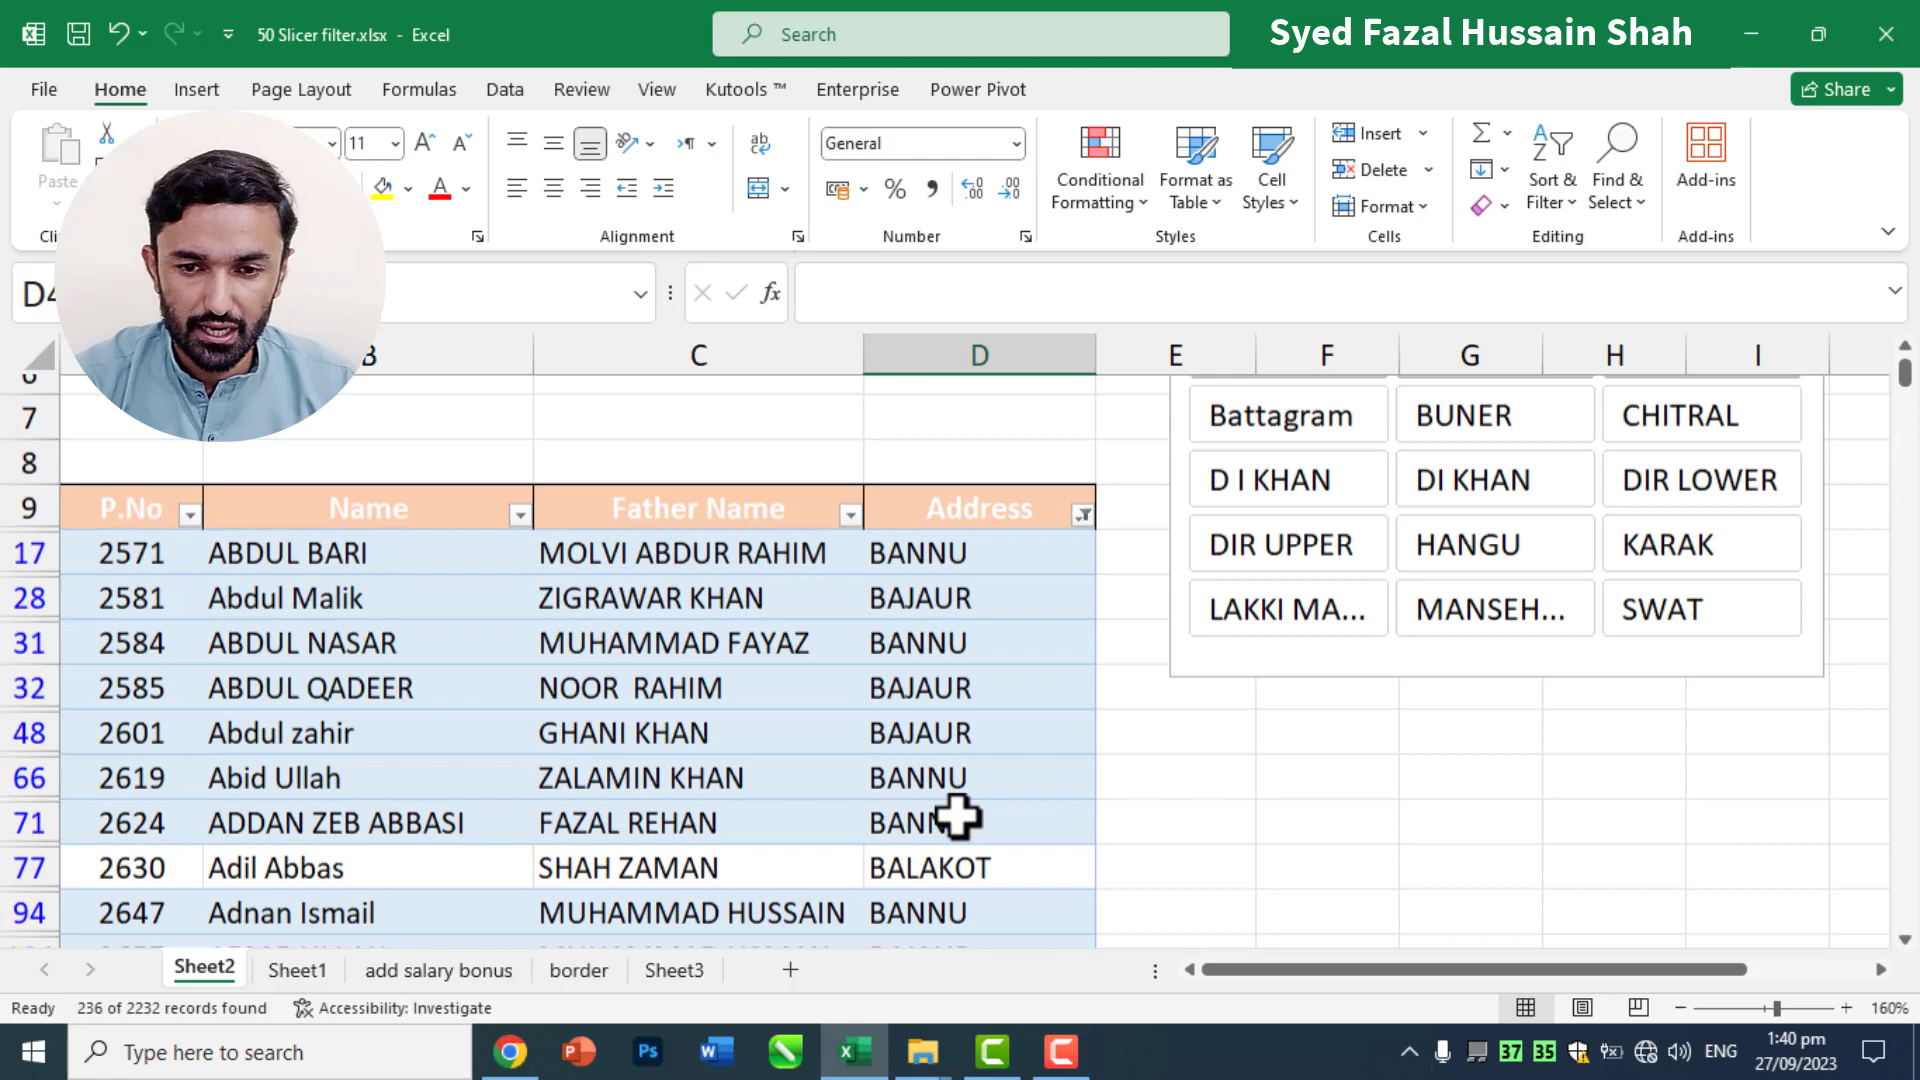 50 Slicer filter.xlsx - Excel
Search
Syed Fazal Hussain Shah
File Home Insert Page Layout Formulas Data Review View Kutools ™ Enterprise Power Pivot
Share
Paste
11
General
Conditional Formatting
Format as Table
Cell Styles
Insert
Delete
Format
Sort & Filter
Find & Select
Add-ins
Alignment
Number
Styles
Cells
Editing
Add-ins
C D E F G H I
7
8
9 P.No Name Father Name Address
17 2571 ABDUL BARI MOLVI ABDUR RAHIM BANNU
28 2581 Abdul Malik ZIGRAWAR KHAN BAJAUR
31 2584 ABDUL NASAR MUHAMMAD FAYAZ BANNU
32 2585 ABDUL QADEER NOOR RAHIM BAJAUR
48 2601 Abdul zahir GHANI KHAN BAJAUR
66 2619 Abid Ullah ZALAMIN KHAN BANNU
71 2624 ADDAN ZEB ABBASI FAZAL REHAN
77 2630 Adil Abbas SHAH ZAMAN BALAKOT
94 2647 Adnan Ismail MUHAMMAD HUSSAIN BANNU
Battagram BUNER CHITRAL
D I KHAN DI KHAN DIR LOWER
DIR UPPER HANGU KARAK
LAKKI MA... MANSEH... SWAT
Sheet2 Sheet1 add salary bonus border Sheet3
Ready 236 of 2232 records found Accessibility: Investigate
160%
Type here to search
37 35 ENG
1:40 pm
27/09/2023